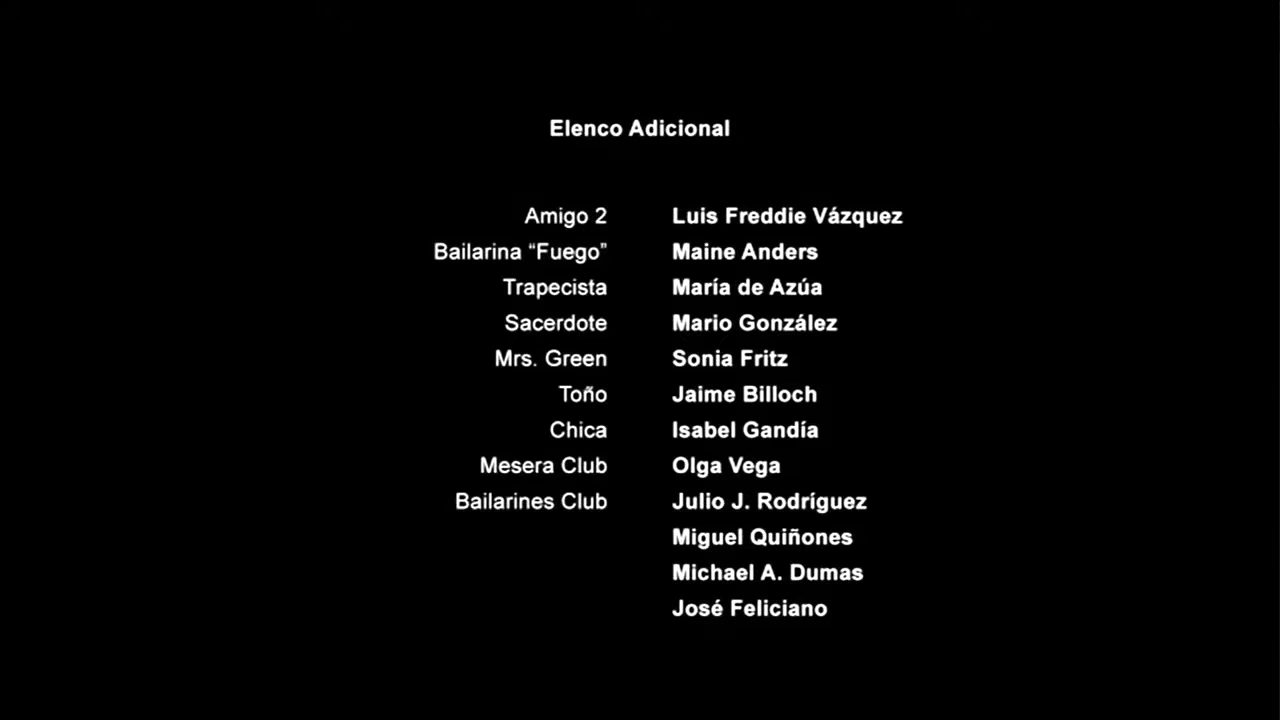 Elenco Adicional
Amigo 2 Luis Freddie Vázquez
Bailarina “Fuego” Maine Anders
Trapecista María de Azúa
Sacerdote Mario González
Mrs. Green Sonia Fritz
Toño Jaime Billoch
Chica Isabel Gandía
Mesera Club Olga Vega
Bailarines Club Julio J. Rodríguez
Miguel Quiñones
Michael A. Dumas
José Feliciano